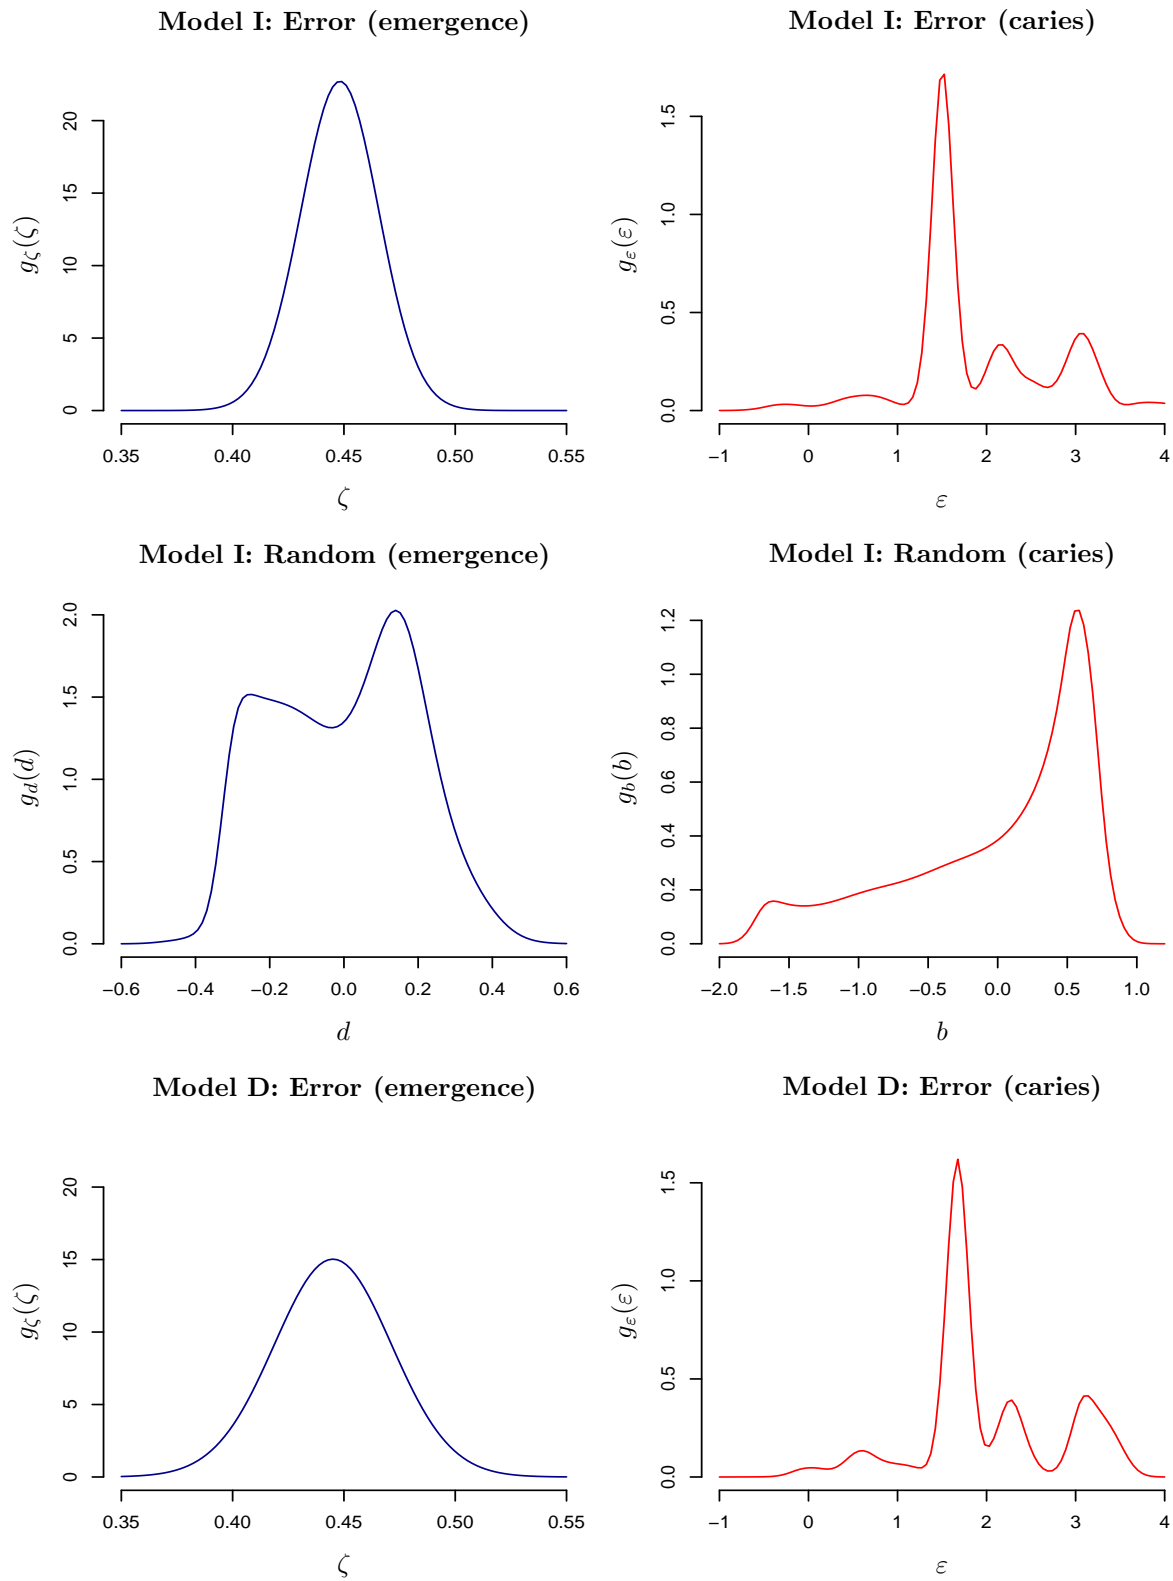 Model I: Error (emergence)
gζ(ζ)
0 5 10 15 20
0.35 0.40 0.45 0.50 0.55
ζ
Model I: Error (caries)
gε(ε)
0.0 0.5 1.0 1.5
−1 0 1 2 3 4
ε
Model I: Random (emergence)
gd(d)
0.0 0.5 1.0 1.5 2.0
−0.6 −0.4 −0.2 0.0 0.2 0.4 0.6
d
Model I: Random (caries)
gb(b)
0.0 0.2 0.4 0.6 0.8 1.0 1.2
−2.0 −1.5 −1.0 −0.5 0.0 0.5 1.0
b
Model D: Error (emergence)
gζ(ζ)
0 5 10 15 20
0.35 0.40 0.45 0.50 0.55
ζ
Model D: Error (caries)
gε(ε)
0.0 0.5 1.0 1.5
−1 0 1 2 3 4
ε